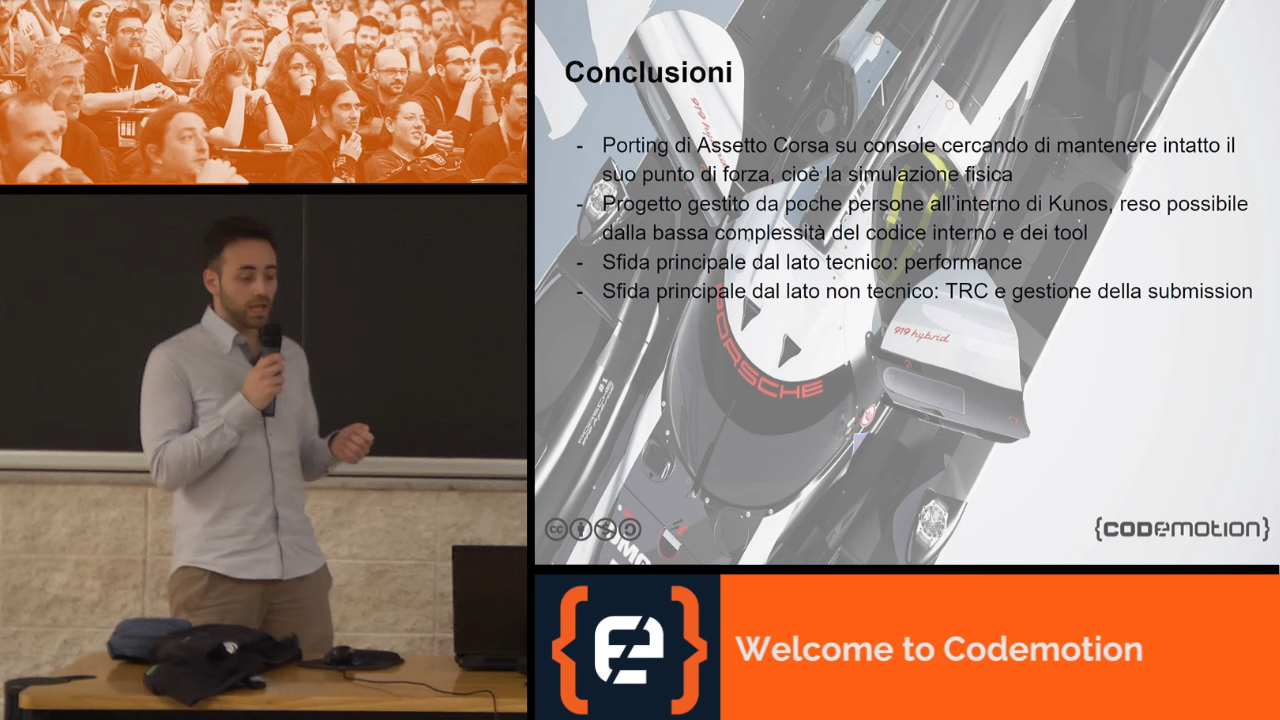 Conclusioni
- Porting di Assetto Corsa su console cercando di mantenere intatto il
suo punto di forza, cioè la simulazione fisica
- Progetto gestito da poche persone all'interno di Kunos, reso possibile
dalla bassa complessità del codice interno e dei tool
- Sfida principale dal lato tecnico: performance
- Sfida principale dal lato non tecnico: TRC e gestione della submission
919 hybrid
919 hybrid
PORSCHE
cc
{CODEMOTION}
Welcome to Codemotion